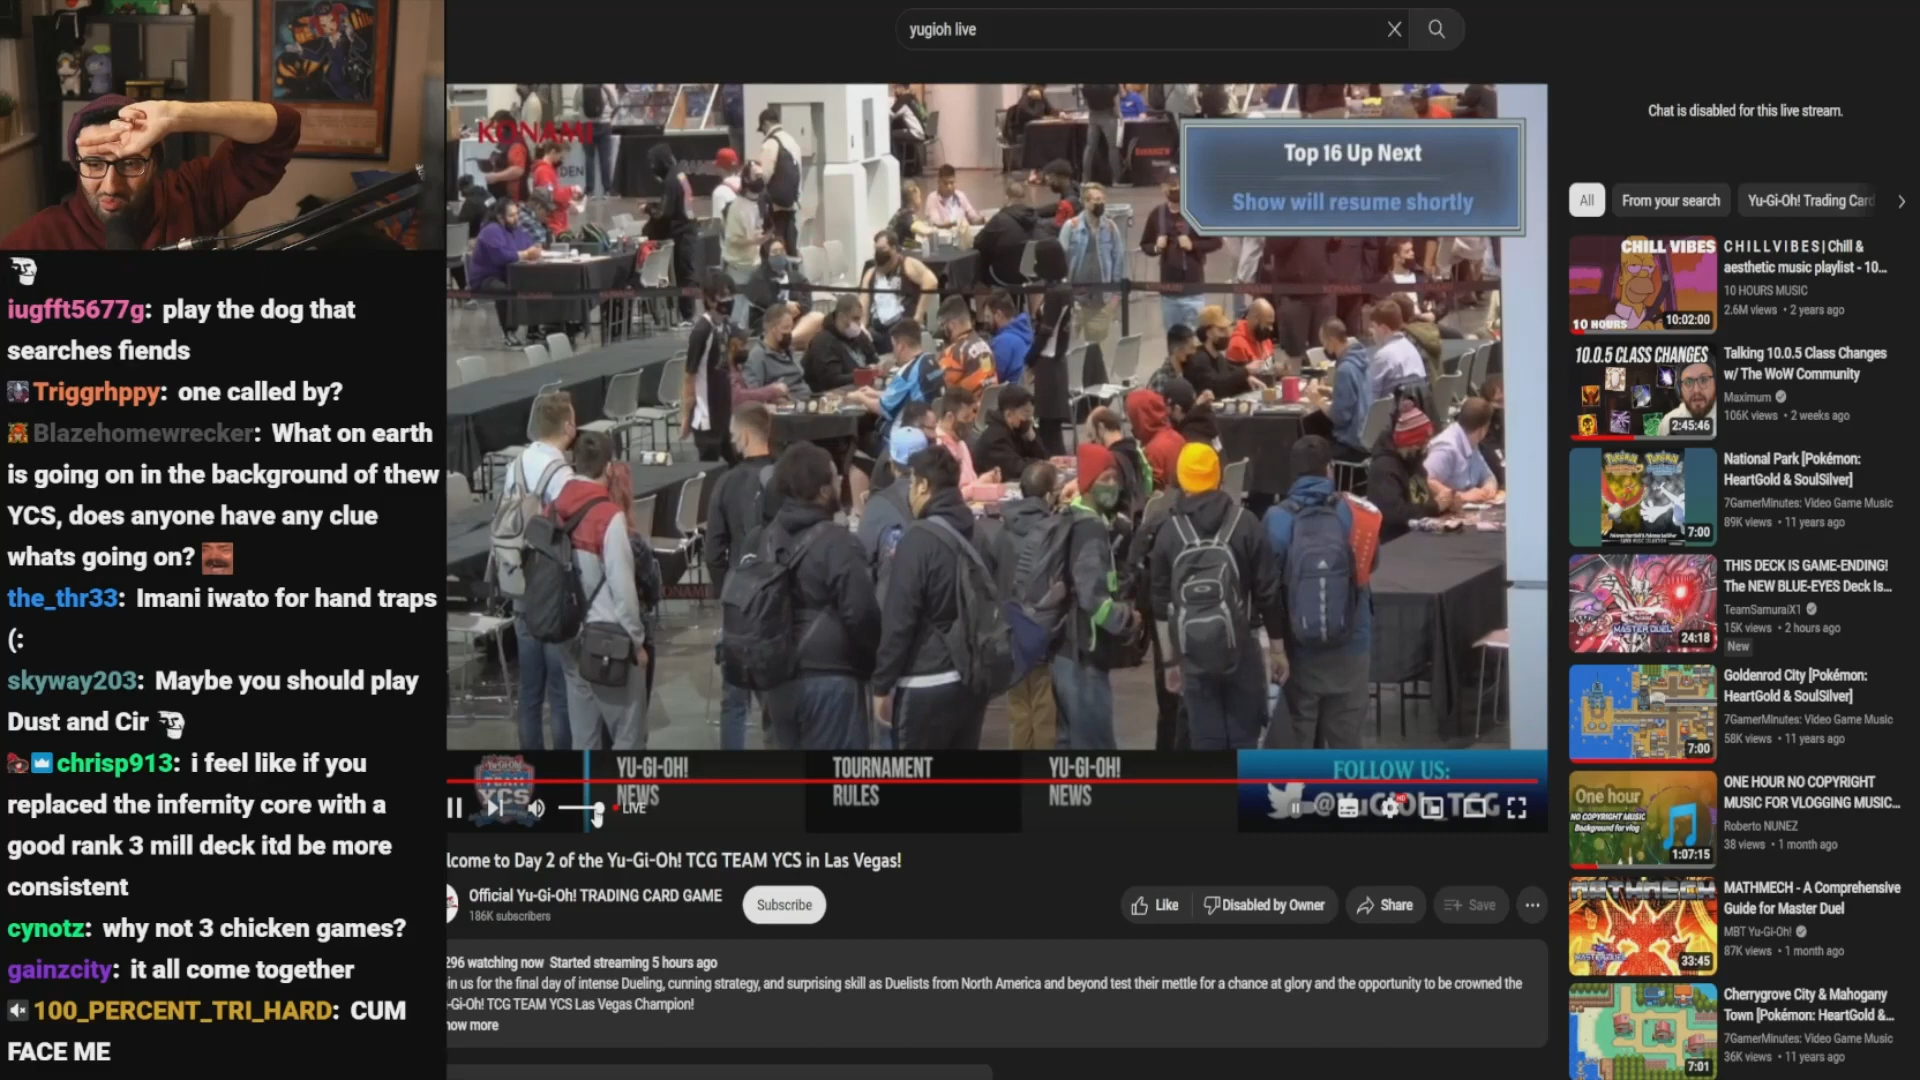 yugioh live
KONAMI
Top 16 Up Next
Show will resume shortly
YU-GI-OH!
NEWS
TOURNAMENT
RULES
YU-GI-OH!
NEWS
FOLLOW US:
@YuGiOh_TCG
TEAM
YCS
LIVE
lcome to Day 2 of the Yu-Gi-Oh! TCG TEAM YCS in Las Vegas!
Official Yu-Gi-Oh! TRADING CARD GAME
186K subscribers
Subscribe
Like
Disabled by Owner
Share
Save
296 watching now Started streaming 5 hours ago
in us for the final day of intense Dueling, cunning strategy, and surprising skill as Duelists from North America and beyond test their mettle for a chance at glory and the opportunity to be crowned the
-Gi-Oh! TCG TEAM YCS Las Vegas Champion!
how more
iugfft5677g: play the dog that
searches fiends
Triggrhppy: one called by?
Blazehomewrecker: What on earth
is going on in the background of thew
YCS, does anyone have any clue
whats going on?
the_thr33: Imani iwato for hand traps
(:
skyway203: Maybe you should play
Dust and Cir
chrisp913: i feel like if you
replaced the infernity core with a
good rank 3 mill deck itd be more
consistent
cynotz: why not 3 chicken games?
gainzcity: it all come together
100_PERCENT_TRI_HARD: CUM
FACE ME
Chat is disabled for this live stream.
All
From your search
Yu-Gi-Oh! Trading Card
CHILL VIBES
10 HOURS
10:02:00
C H I L L V I B E S | Chill &
aesthetic music playlist - 10...
10 HOURS MUSIC
2.6M views • 2 years ago
10.0.5 CLASS CHANGES
2:45:46
Talking 10.0.5 Class Changes
w/ The WoW Community
Maximum
106K views • 2 weeks ago
7:00
National Park [Pokémon:
HeartGold & SoulSilver]
7GamerMinutes: Video Game Music
89K views • 11 years ago
MASTER DUEL
24:18
THIS DECK IS GAME-ENDING!
The NEW BLUE-EYES Deck Is...
TeamSamuraiX1
15K views • 2 hours ago
New
7:00
Goldenrod City [Pokémon:
HeartGold & SoulSilver]
7GamerMinutes: Video Game Music
58K views • 11 years ago
One hour
NO COPYRIGHT
MUSIC
Background for vlog
1:07:15
ONE HOUR NO COPYRIGHT
MUSIC FOR VLOGGING MUSIC...
Roberto NUNEZ
38 views • 1 month ago
MATHMECH
33:45
MATHMECH - A Comprehensive
Guide for Master Duel
MBT Yu-Gi-Oh!
87K views • 1 month ago
7:01
Cherrygrove City & Mahogany
Town [Pokémon: HeartGold &...
7GamerMinutes: Video Game Music
36K views • 11 years ago